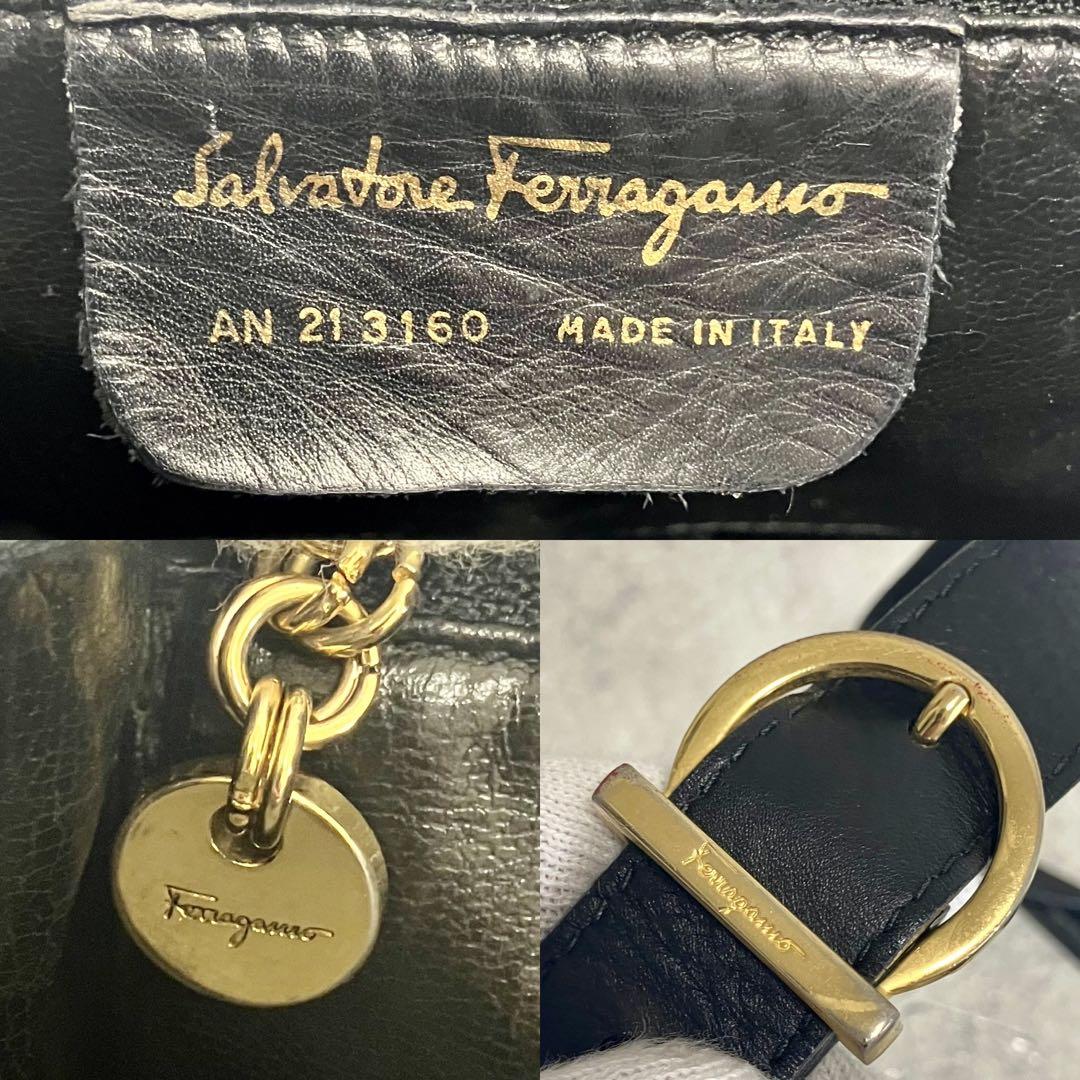 Salvatore Ferragamo
AN 21 3160 MADE IN ITALY
Ferragamo
Ferragamo